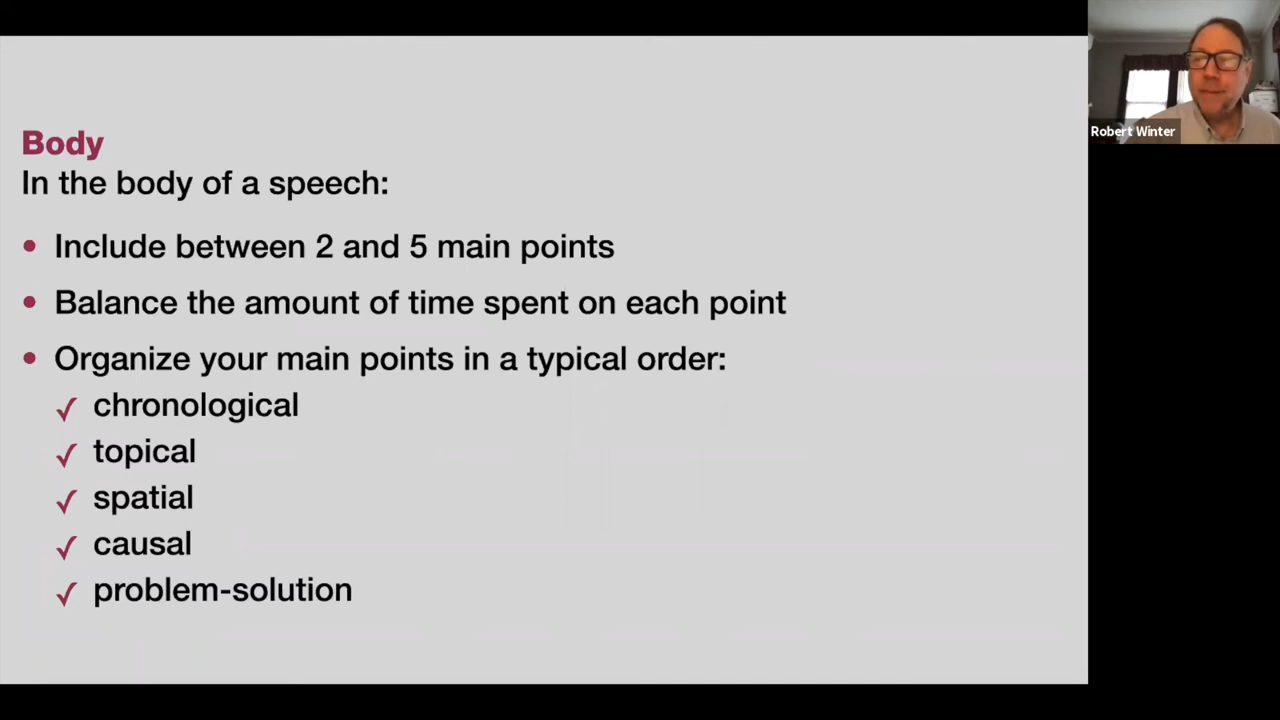 Body
In the body of a speech:
• Include between 2 and 5 main points
• Balance the amount of time spent on each point
• Organize your main points in a typical order:
✓ chronological
✓ topical
✓ spatial
✓ causal
✓ problem-solution
Robert Winter